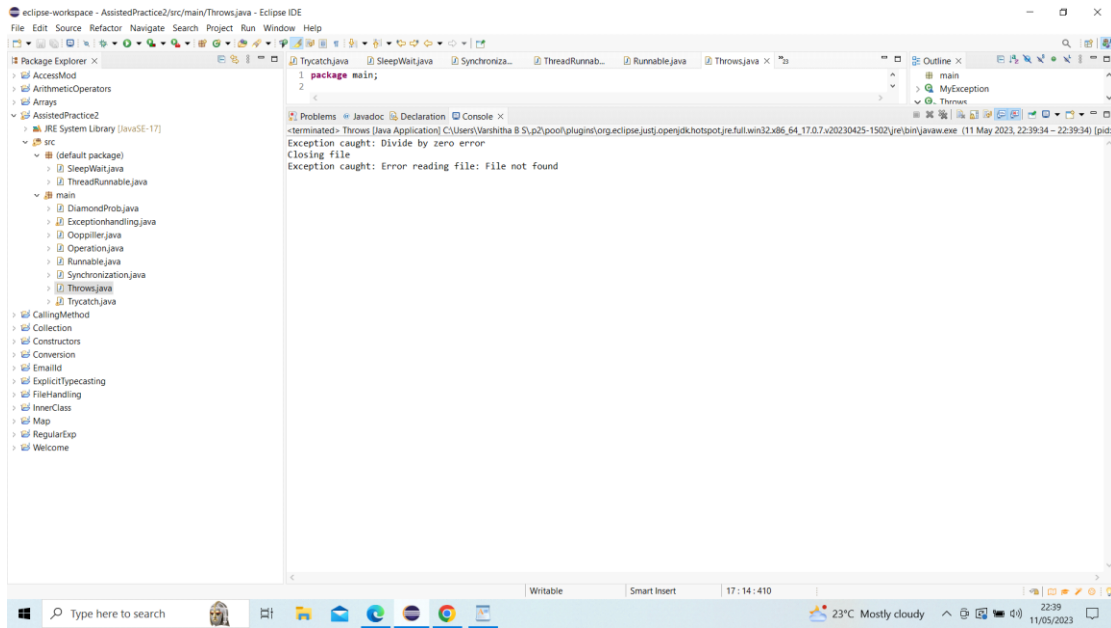 eclipse-workspace - AssistedPractice2/src/main/Throws.java - Eclipse IDE
File Edit Source Refactor Navigate Search Project Run Window Help
Package Explorer
AccessMod
ArithmeticOperators
Arrays
AssistedPractice2
JRE System Library [JavaSE-17]
src
(default package)
SleepWait.java
ThreadRunnable.java
main
DiamondProb.java
Exceptionhandling.java
Ooppiller.java
Operation.java
Runnable.java
Synchronization.java
Throws.java
Trycatch.java
CallingMethod
Collection
Constructors
Conversion
EmailId
ExplicitTypecasting
FileHandling
InnerClass
Map
RegularExp
Welcome
Trycatch.java SleepWait.java Synchroniza... ThreadRunnab... Runnable.java Throws.java 23
1 package main;
2
Outline
main
MyException
Throws
Problems Javadoc Declaration Console
<terminated> Throws [Java Application] C:\Users\Varshitha B S\.p2\pool\plugins\org.eclipse.justj.openjdk.hotspot.jre.full.win32.x86_64_17.0.7.v20230425-1502\jre\bin\javaw.exe (11 May 2023, 22:39:34 – 22:39:34) [pid:
Exception caught: Divide by zero error
Closing file
Exception caught: Error reading file: File not found
Writable Smart Insert 17 : 14 : 410
Type here to search 23°C Mostly cloudy 22:39
11/05/2023